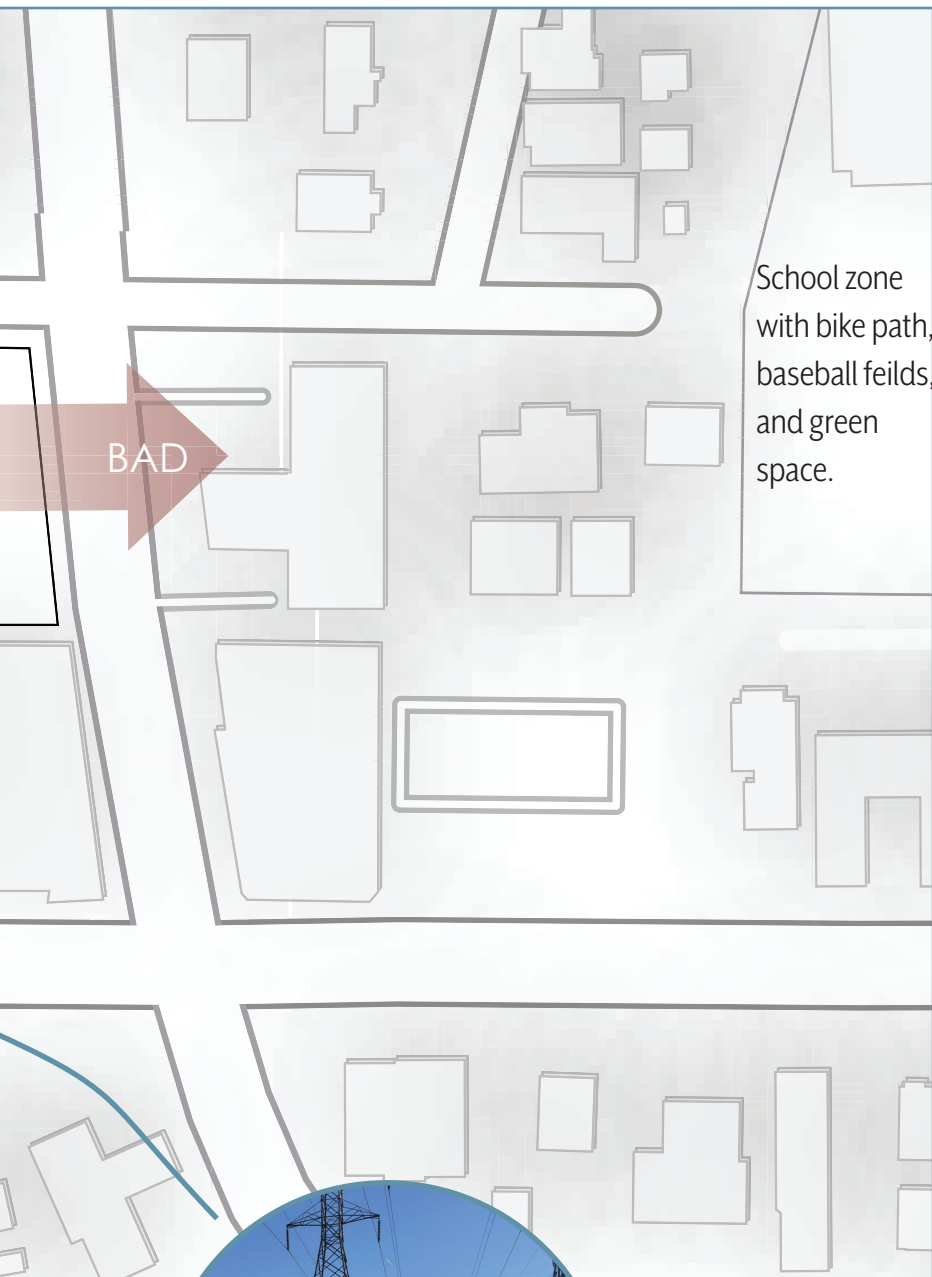 School zone
with bike path,
baseball feilds,
and green
space.
BAD